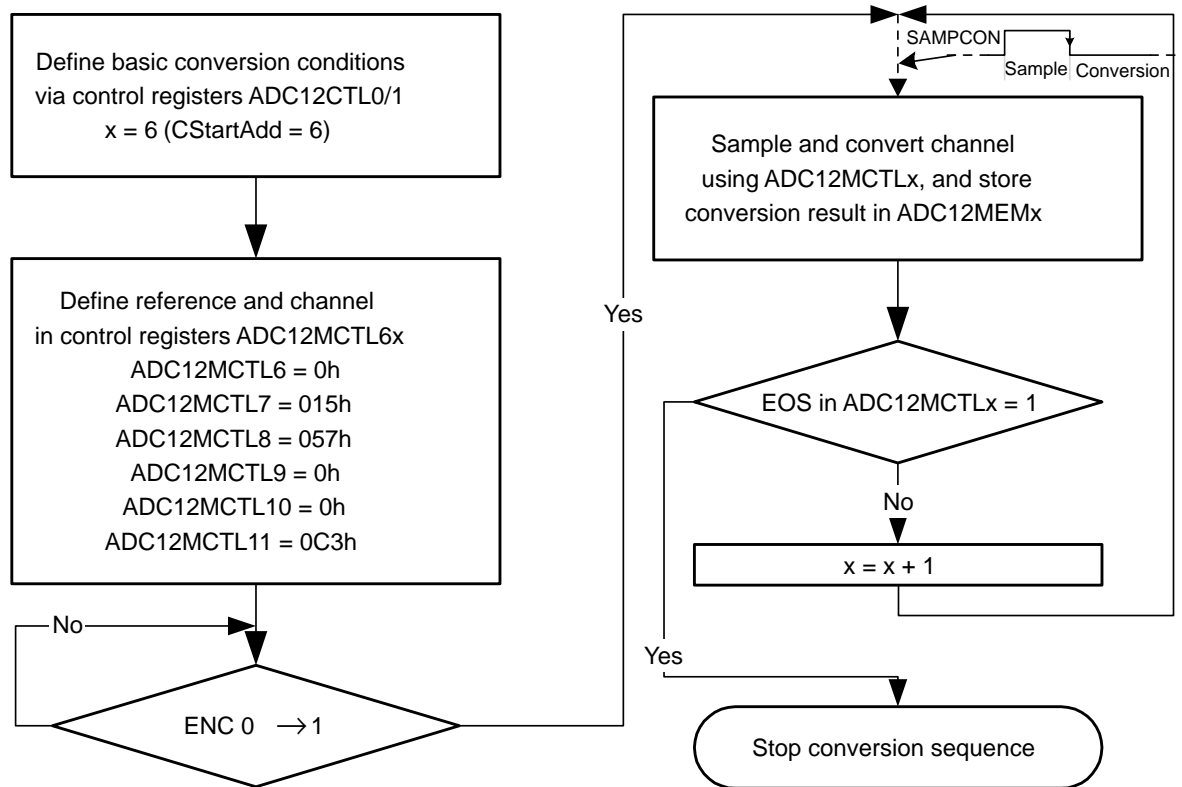 Define basic conversion conditions
via control registers ADC12CTL0/1
x = 6 (CStartAdd = 6)
Define reference and channel
in control registers ADC12MCTL6x
ADC12MCTL6 = 0h
ADC12MCTL7 = 015h
ADC12MCTL8 = 057h
ADC12MCTL9 = 0h
ADC12MCTL10 = 0h
ADC12MCTL11 = 0C3h
No
ENC 0 → 1
Yes
SAMPCON
Sample
Conversion
Sample and convert channel
using ADC12MCTLx, and store
conversion result in ADC12MEMx
EOS in ADC12MCTLx = 1
No
x = x + 1
Yes
Stop conversion sequence